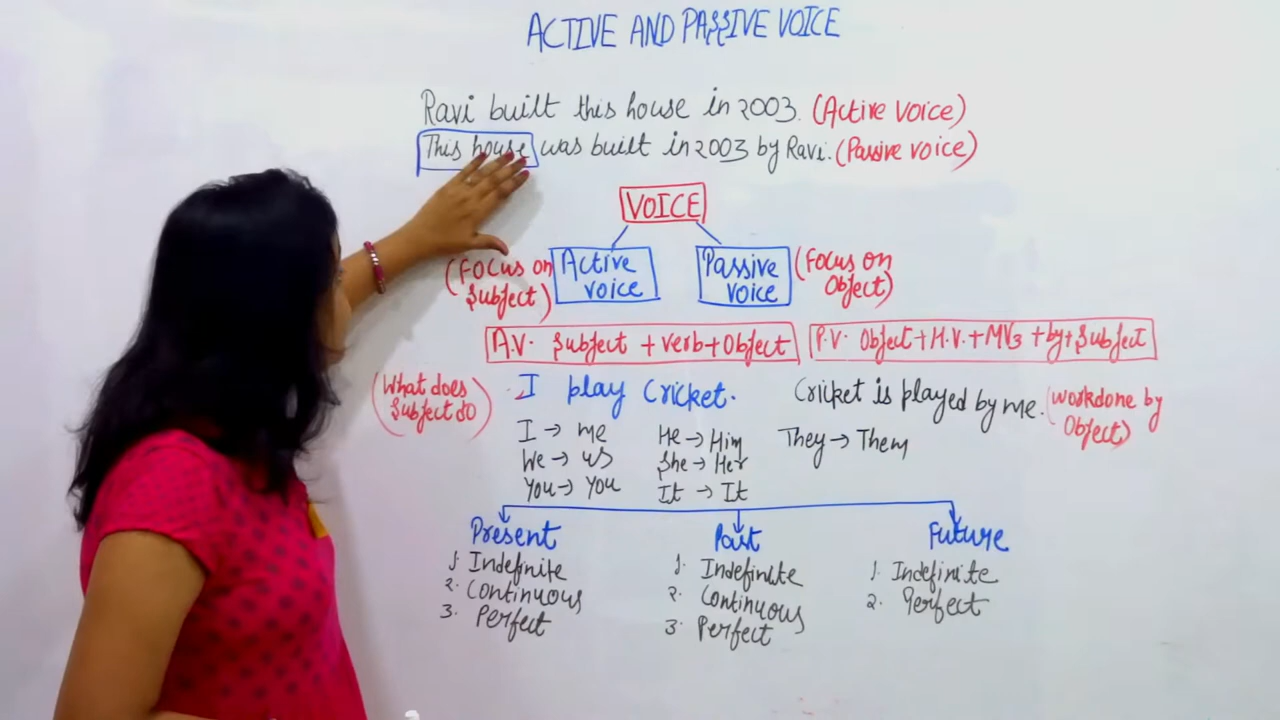 ACTIVE AND PASSIVE VOICE
Ravi built this house in 2003. (Active voice)
This house was built in 2003 by Ravi. (Passive voice)
VOICE
(Focus on Subject) Active voice
Passive voice (Focus on Object)
A.V. Subject + verb + Object
P.V. Object + H.V. + MV3 + by + Subject
(What does Subject do)
I play Cricket.
Cricket is played by me. (workdone by Object)
I → me
He → Him
They → Them
We → us
She → Her
You → You
It → It
Present
Past
Future
1. Indefinite
2. Continuous
3. Perfect
1. Indefinite
2. Continuous
3. Perfect
1. Indefinite
2. Perfect